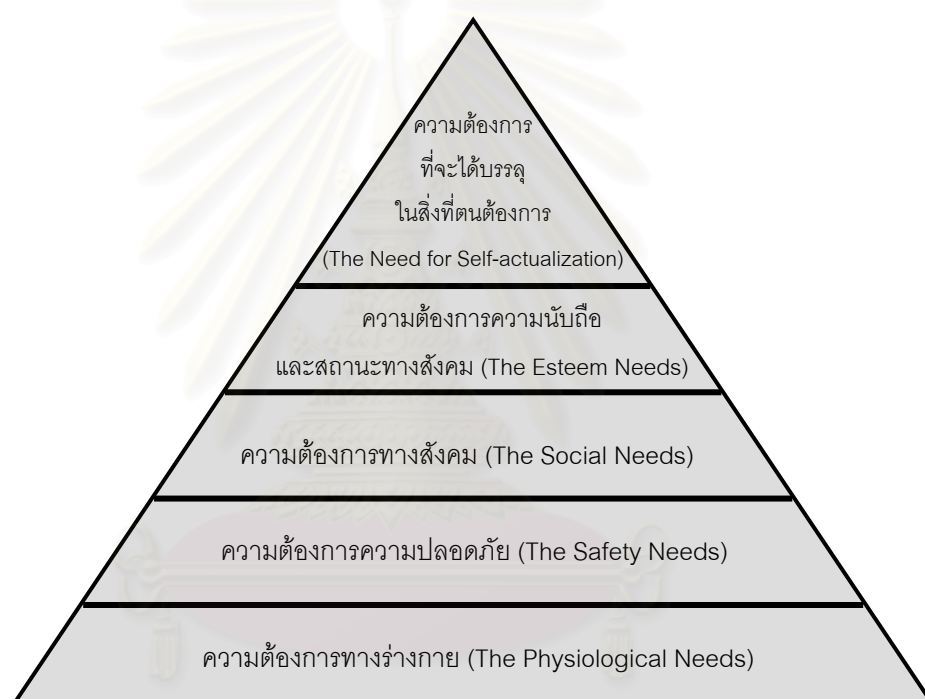 ความต้องการ
ที่จะได้บรรลุ
ในสิ่งที่ตนต้องการ
(The Need for Self-actualization)
ความต้องการความนับถือ
และสถานะทางสังคม (The Esteem Needs)
ความต้องการทางสังคม (The Social Needs)
ความต้องการความปลอดภัย (The Safety Needs)
ความต้องการทางร่างกาย (The Physiological Needs)